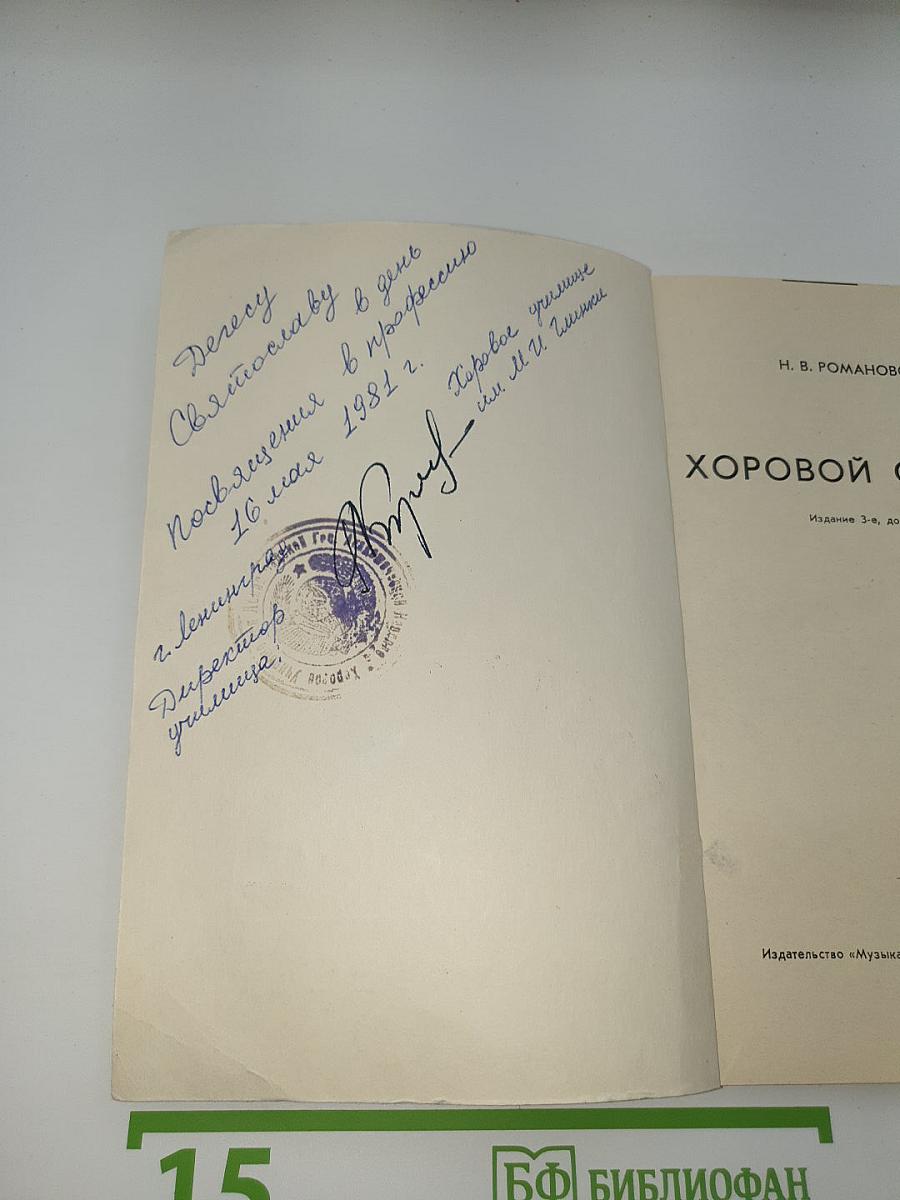 Дегесу
Святославу в день
Посвящения в профессию
16 мая 1981 г.
Хоровое училище
им. М. И. Глинки
г. Ленинград
Директор
училища:
Н. В. РОМАНОВС
ХОРОВОЙ С
Издание 3-е, до
Издательство «Музыка
15
БФ БИБЛИОФАН